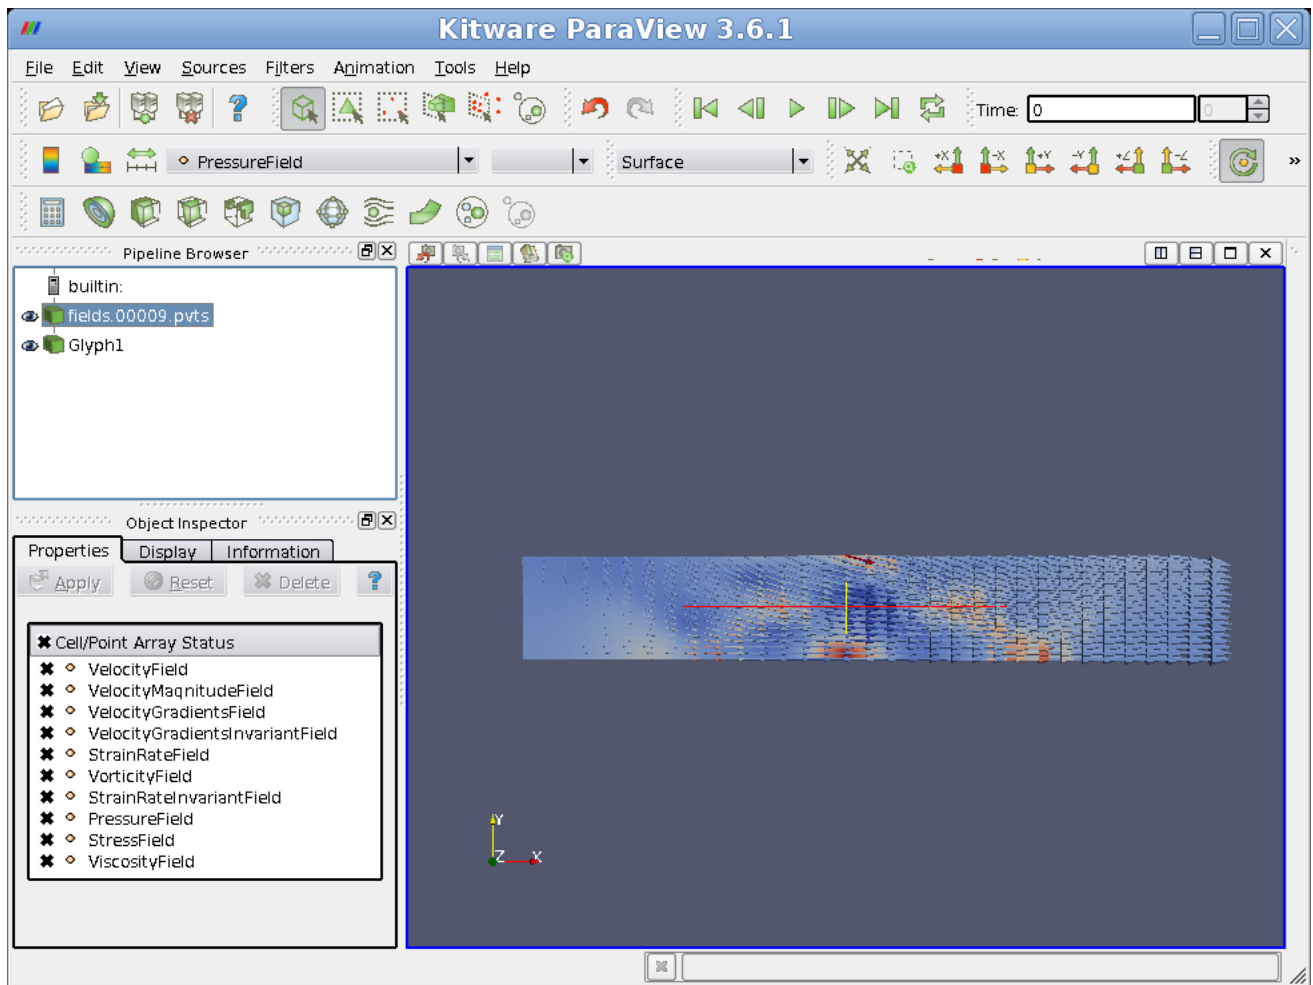 Kitware ParaView 3.6.1
File Edit View Sources Filters Animation Tools Help
Time: 0 0
PressureField Surface +X -X +Y -Y +Z -Z »
Pipeline Browser
builtin:
fields.00009.pvts
Glyph1
Object Inspector
Properties Display Information
Apply Reset Delete ?
Cell/Point Array Status
VelocityField
VelocityMagnitudeField
VelocityGradientsField
VelocityGradientsInvariantField
StrainRateField
VorticityField
StrainRateInvariantField
PressureField
StressField
ViscosityField
Y
Z X